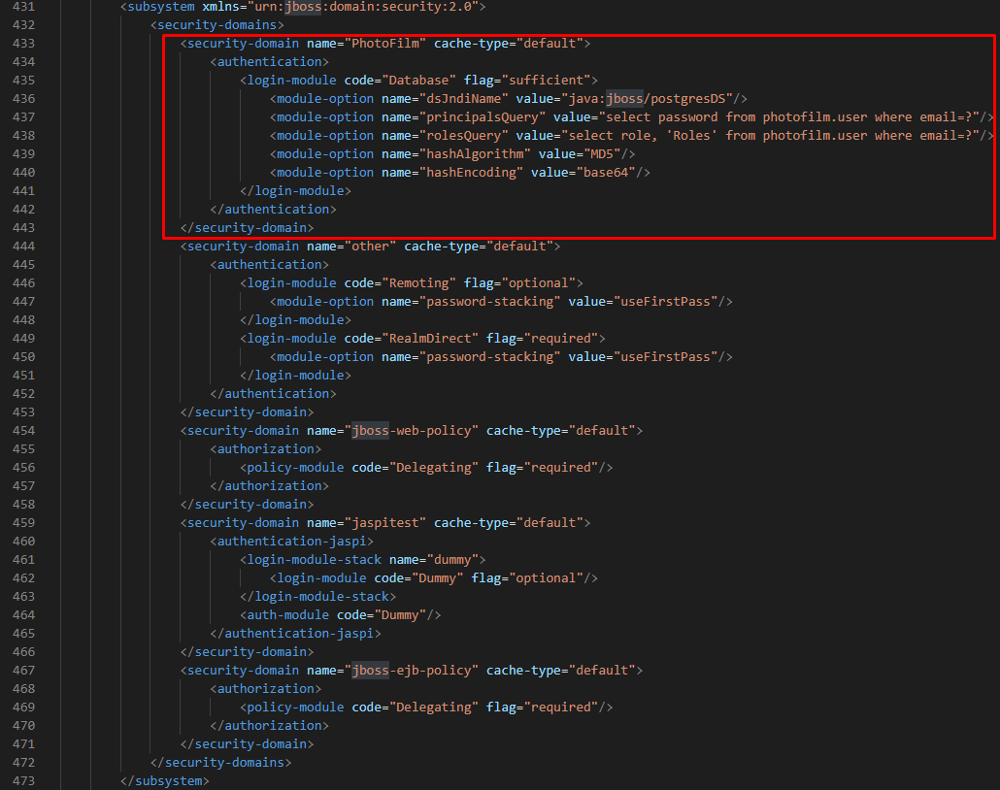 431 <subsystem xmlns="urn:jboss:domain:security:2.0">
432 <security-domains>
433 <security-domain name="PhotoFilm" cache-type="default">
434 <authentication>
435 <login-module code="Database" flag="sufficient">
436 <module-option name="dsJndiName" value="java:jboss/postgresDS"/>
437 <module-option name="principalsQuery" value="select password from photofilm.user where email=?"/>
438 <module-option name="rolesQuery" value="select role, 'Roles' from photofilm.user where email=?"/>
439 <module-option name="hashAlgorithm" value="MD5"/>
440 <module-option name="hashEncoding" value="base64"/>
441 </login-module>
442 </authentication>
443 </security-domain>
444 <security-domain name="other" cache-type="default">
445 <authentication>
446 <login-module code="Remoting" flag="optional">
447 <module-option name="password-stacking" value="useFirstPass"/>
448 </login-module>
449 <login-module code="RealmDirect" flag="required">
450 <module-option name="password-stacking" value="useFirstPass"/>
451 </login-module>
452 </authentication>
453 </security-domain>
454 <security-domain name="jboss-web-policy" cache-type="default">
455 <authorization>
456 <policy-module code="Delegating" flag="required"/>
457 </authorization>
458 </security-domain>
459 <security-domain name="jaspitest" cache-type="default">
460 <authentication-jaspi>
461 <login-module-stack name="dummy">
462 <login-module code="Dummy" flag="optional"/>
463 </login-module-stack>
464 <auth-module code="Dummy"/>
465 </authentication-jaspi>
466 </security-domain>
467 <security-domain name="jboss-ejb-policy" cache-type="default">
468 <authorization>
469 <policy-module code="Delegating" flag="required"/>
470 </authorization>
471 </security-domain>
472 </security-domains>
473 </subsystem>